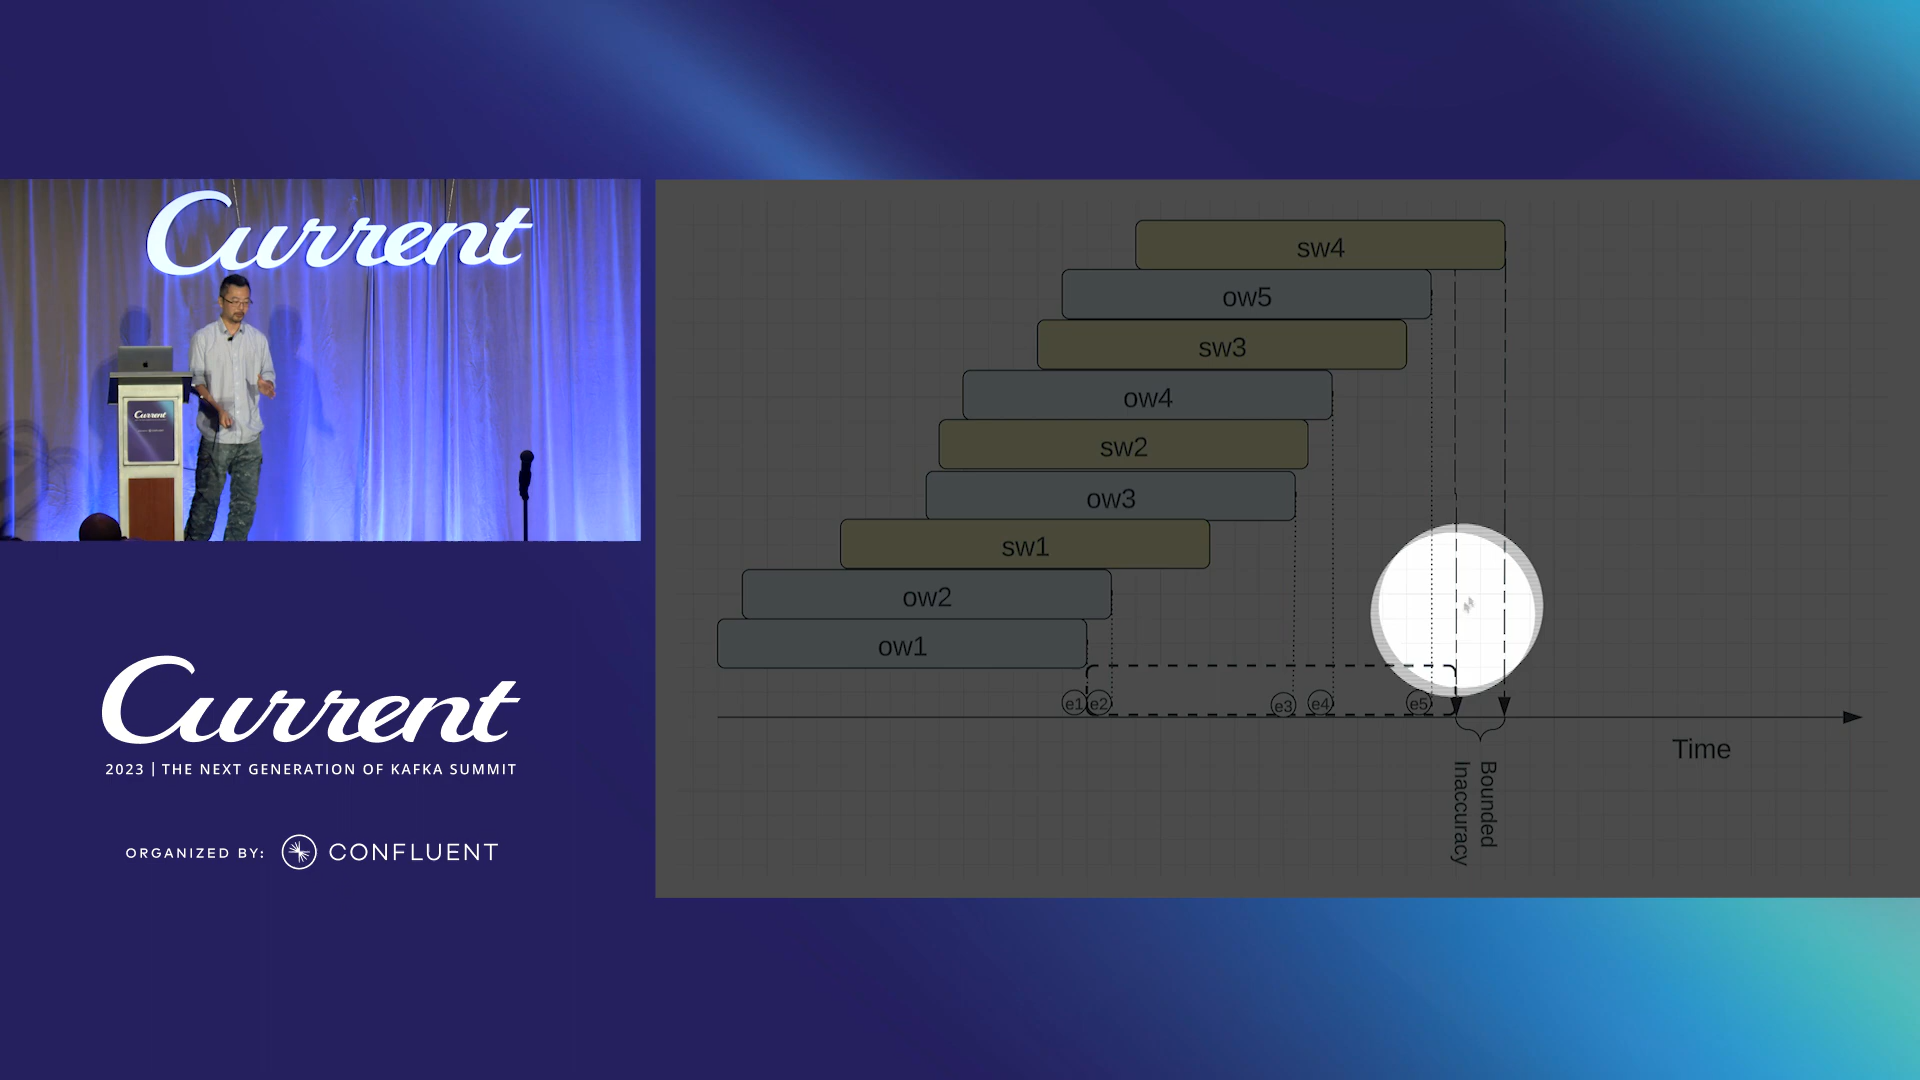 Current
Current
Current
2023 | THE NEXT GENERATION OF KAFKA SUMMIT
ORGANIZED BY: CONFLUENT
sw4
ow5
sw3
ow4
sw2
ow3
sw1
ow2
ow1
e1
e2
e3
e4
e5
Time
Bounded
Inaccuracy